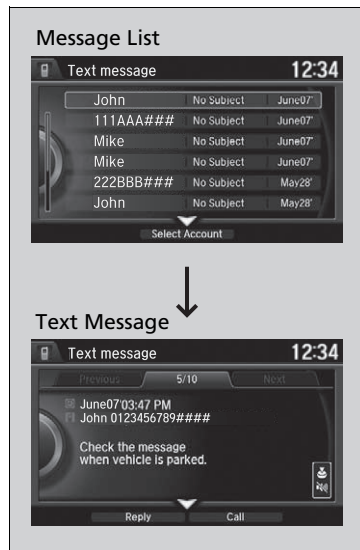 Message List
Text message 12:34
John No Subject June07'
111AAA### No Subject June07'
Mike No Subject June07'
Mike No Subject June07'
222BBB### No Subject May28'
John No Subject May28'
Select Account
Text Message
Text message 12:34
Previous 5/10 Next
June07'03:47 PM
John 0123456789####
Check the message
when vehicle is parked.
Reply Call